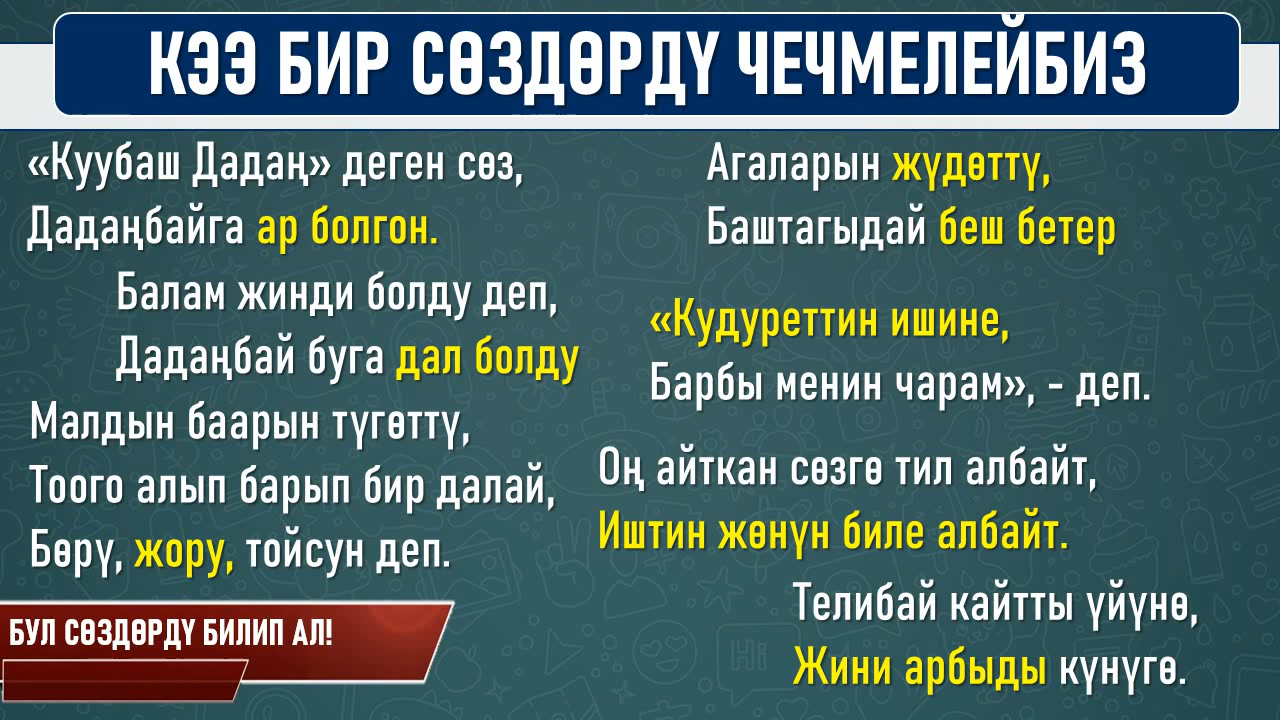 КЭЭ БИР СӨЗДӨРДҮ ЧЕЧМЕЛЕЙБИЗ
«Куубаш Дадаң» деген сөз,
Дадаңбайга ар болгон.
Балам жинди болду деп,
Дадаңбай буга дал болду
Малдын баарын түгөттү,
Тоого алып барып бир далай,
Бөрү, жору, тойсун деп.
Агаларын жүдөттү,
Баштагыдай беш бетер
«Кудуреттин ишине,
Барбы менин чарам», - деп.
Оң айткан сөзгө тил албайт,
Иштин жөнүн биле албайт.
Телибай кайтты үйүнө,
Жини арбыды күнүгө.
БУЛ СӨЗДӨРДҮ БИЛИП АЛ!
Hi